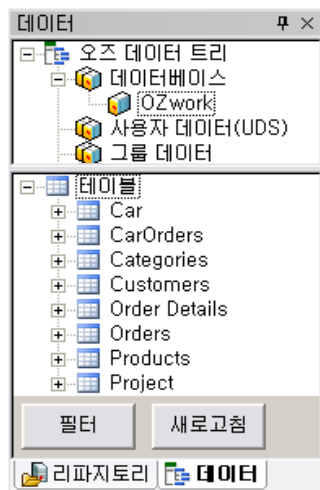 데이터
오즈 데이터 트리
데이터베이스
OZwork
사용자 데이터(UDS)
그룹 데이터
테이블
Car
CarOrders
Categories
Customers
Order Details
Orders
Products
Project
필터 새로고침
리파지토리 데이터